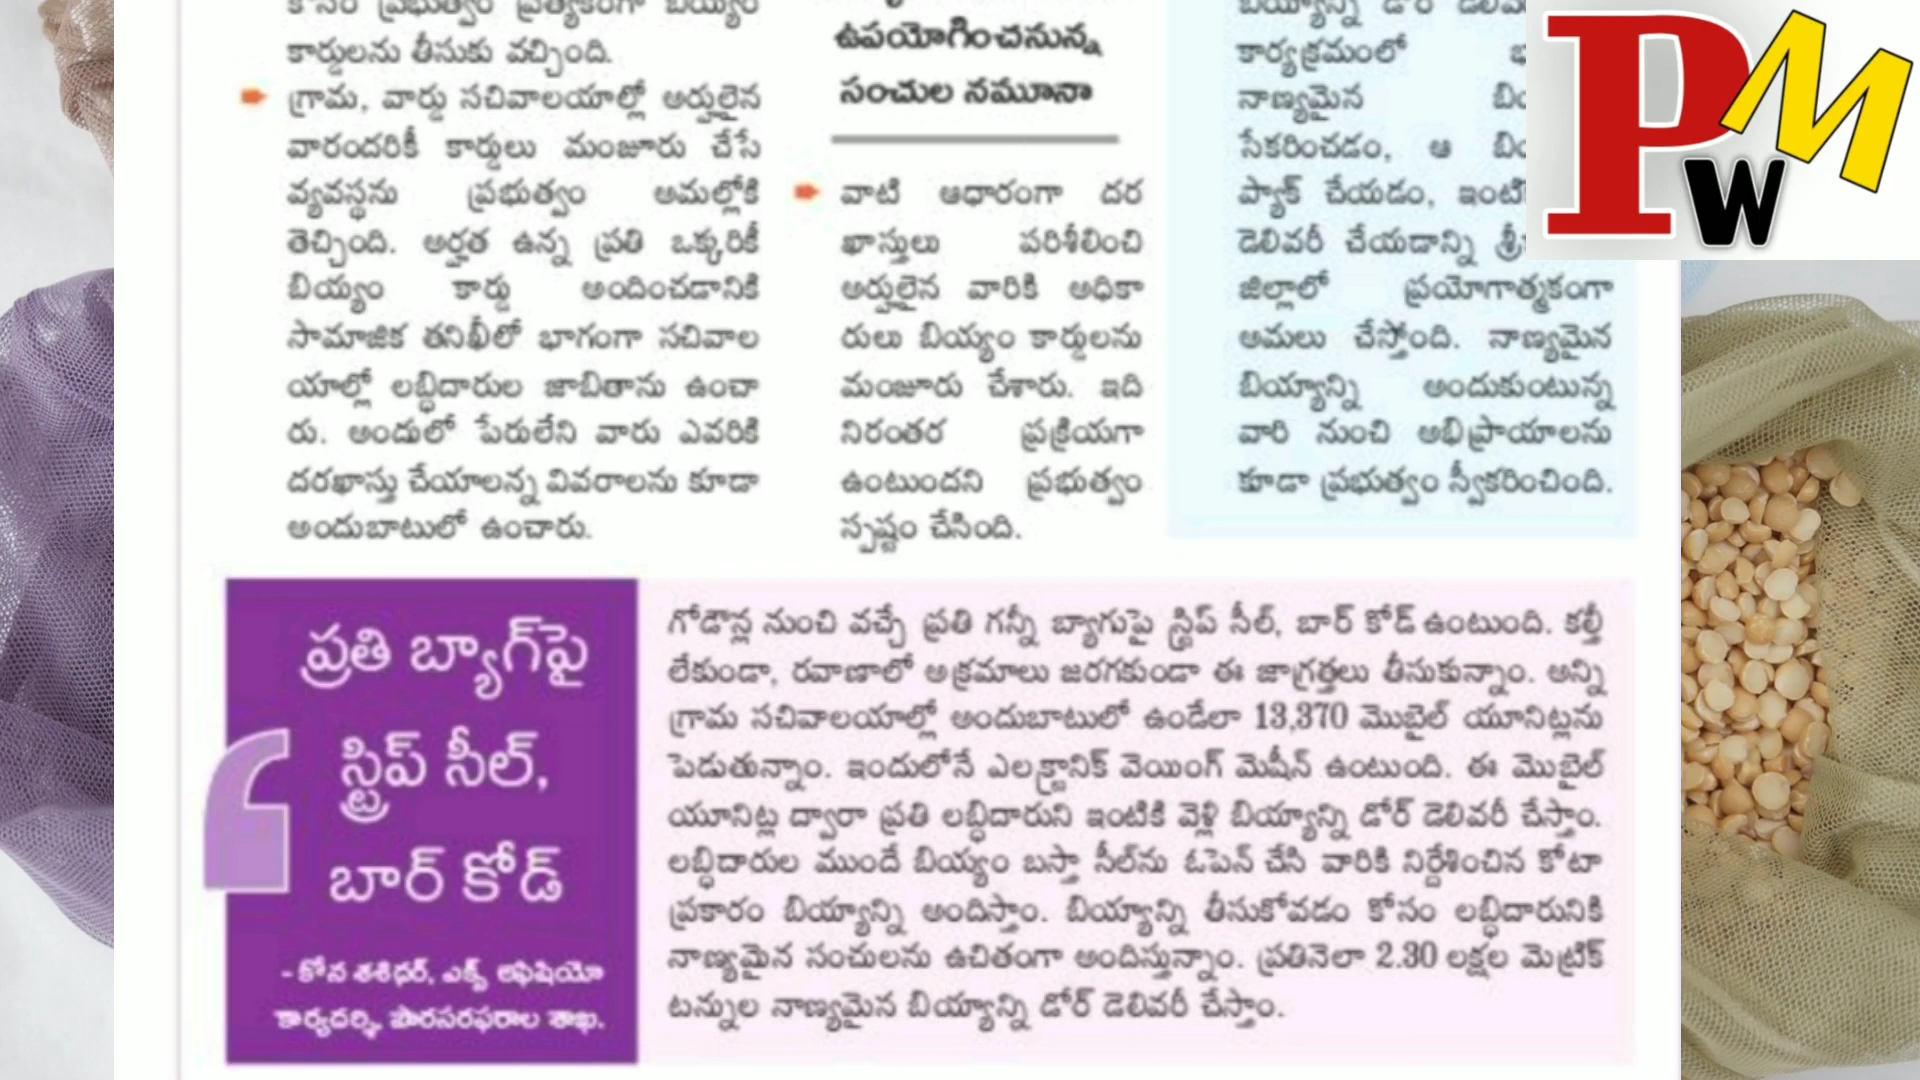 కార్డులను తీసుకు వచ్చింది.
గ్రామ, వార్డు సచివాలయాల్లో అర్హులైన
వారందరికీ కార్డులు మంజూరు చేసే
వ్యవస్థను ప్రభుత్వం అమల్లోకి
తెచ్చింది. అర్హత ఉన్న ప్రతి ఒక్కరికీ
బియ్యం కార్డు అందించడానికి
సామాజిక తనిఖీలో భాగంగా సచివాల
యాల్లో లబ్ధిదారుల జాబితాను ఉంచా
రు. అందులో పేరులేని వారు ఎవరికి
దరఖాస్తు చేయాలన్న వివరాలను కూడా
అందుబాటులో ఉంచారు.
ఉపయోగించనున్న
సంచుల నమూనా
వాటి ఆధారంగా దర
ఖాస్తులు పరిశీలించి
అర్హులైన వారికి అధికా
రులు బియ్యం కార్డులను
మంజూరు చేశారు. ఇది
నిరంతర ప్రక్రియగా
ఉంటుందని ప్రభుత్వం
స్పష్టం చేసింది.
కార్యక్రమంలో
నాణ్యమైన
సేకరించడం, ఆ
ప్యాక్ చేయడం,
డెలివరీ చేయడాన్ని
జిల్లాలో ప్రయోగాత్మకంగా
అమలు చేస్తోంది. నాణ్యమైన
బియ్యాన్ని అందుకుంటున్న
వారి నుంచి అభిప్రాయాలను
కూడా ప్రభుత్వం స్వీకరించింది.
PMW
ప్రతి బ్యాగ్‌పై
స్ట్రిప్ సీల్,
బార్ కోడ్
- కోన శశిధర్, ఎక్స్ అఫిషియో
కార్యదర్శి, పౌరసరఫరాల శాఖ.
గోడౌన్ల నుంచి వచ్చే ప్రతి గన్నీ బ్యాగుపై స్ట్రిప్ సీల్, బార్ కోడ్ ఉంటుంది. కల్తీ
లేకుండా, రవాణాలో అక్రమాలు జరగకుండా ఈ జాగ్రత్తలు తీసుకున్నాం. అన్ని
గ్రామ సచివాలయాల్లో అందుబాటులో ఉండేలా 13,370 మొబైల్ యూనిట్లను
పెడుతున్నాం. ఇందులోనే ఎలక్ట్రానిక్ వెయింగ్ మెషీన్ ఉంటుంది. ఈ మొబైల్
యూనిట్ల ద్వారా ప్రతి లబ్ధిదారుని ఇంటికి వెళ్లి బియ్యాన్ని డోర్ డెలివరీ చేస్తాం.
లబ్ధిదారుల ముందే బియ్యం బస్తా సీల్‌ను ఓపెన్ చేసి వారికి నిర్దేశించిన కోటా
ప్రకారం బియ్యాన్ని అందిస్తాం. బియ్యాన్ని తీసుకోవడం కోసం లబ్ధిదారునికి
నాణ్యమైన సంచులను ఉచితంగా అందిస్తున్నాం. ప్రతినెలా 2.30 లక్షల మెట్రిక్
టన్నుల నాణ్యమైన బియ్యాన్ని డోర్ డెలివరీ చేస్తాం.